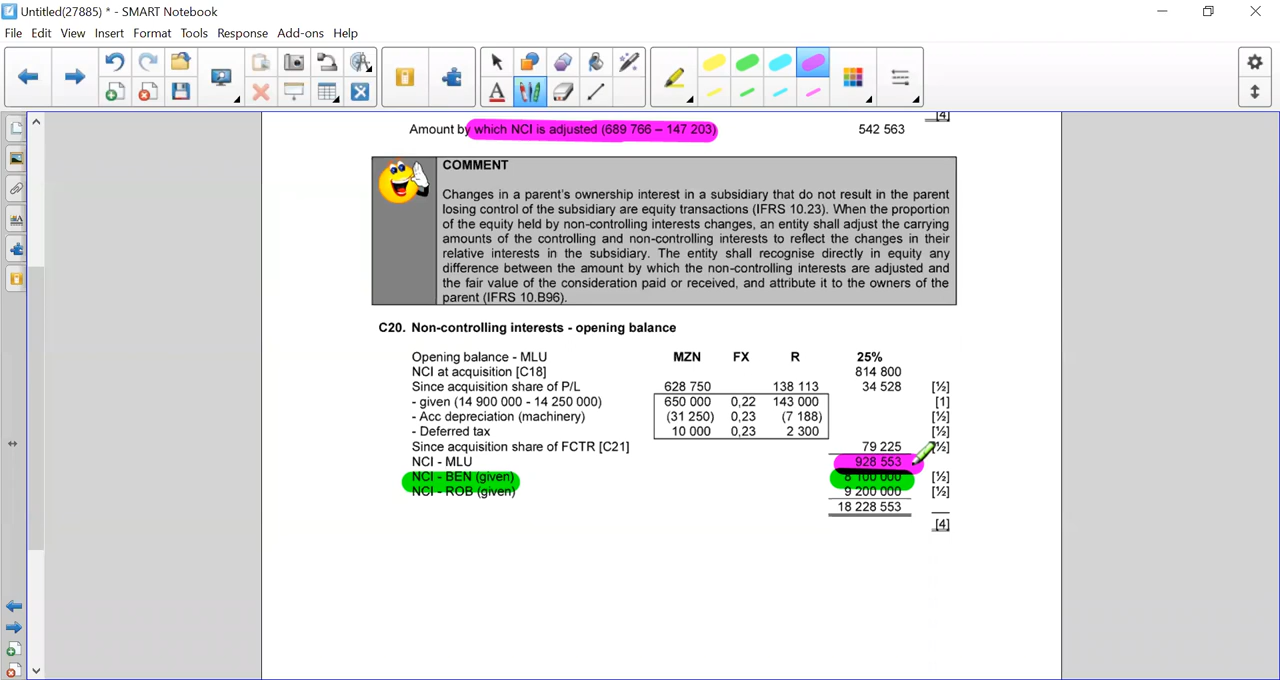 Untitled(27885) * - SMART Notebook
File Edit View Insert Format Tools Response Add-ons Help
[4]
Amount by which NCI is adjusted (689 766 – 147 203) 542 563
COMMENT
Changes in a parent's ownership interest in a subsidiary that do not result in the parent
losing control of the subsidiary are equity transactions (IFRS 10.23). When the proportion
of the equity held by non-controlling interests changes, an entity shall adjust the carrying
amounts of the controlling and non-controlling interests to reflect the changes in their
relative interests in the subsidiary. The entity shall recognise directly in equity any
difference between the amount by which the non-controlling interests are adjusted and
the fair value of the consideration paid or received, and attribute it to the owners of the
parent (IFRS 10.B96).
C20. Non-controlling interests - opening balance
Opening balance - MLU MZN FX R 25%
NCI at acquisition [C18] 814 800
Since acquisition share of P/L 628 750 138 113 34 528 [½]
- given (14 900 000 - 14 250 000) 650 000 0,22 143 000 [1]
- Acc depreciation (machinery) (31 250) 0,23 (7 188) [½]
- Deferred tax 10 000 0,23 2 300 [½]
Since acquisition share of FCTR [C21] 79 225 [½]
NCI - MLU 928 553
NCI - BEN (given) 8 100 000 [½]
NCI - ROB (given) 9 200 000 [½]
18 228 553
[4]